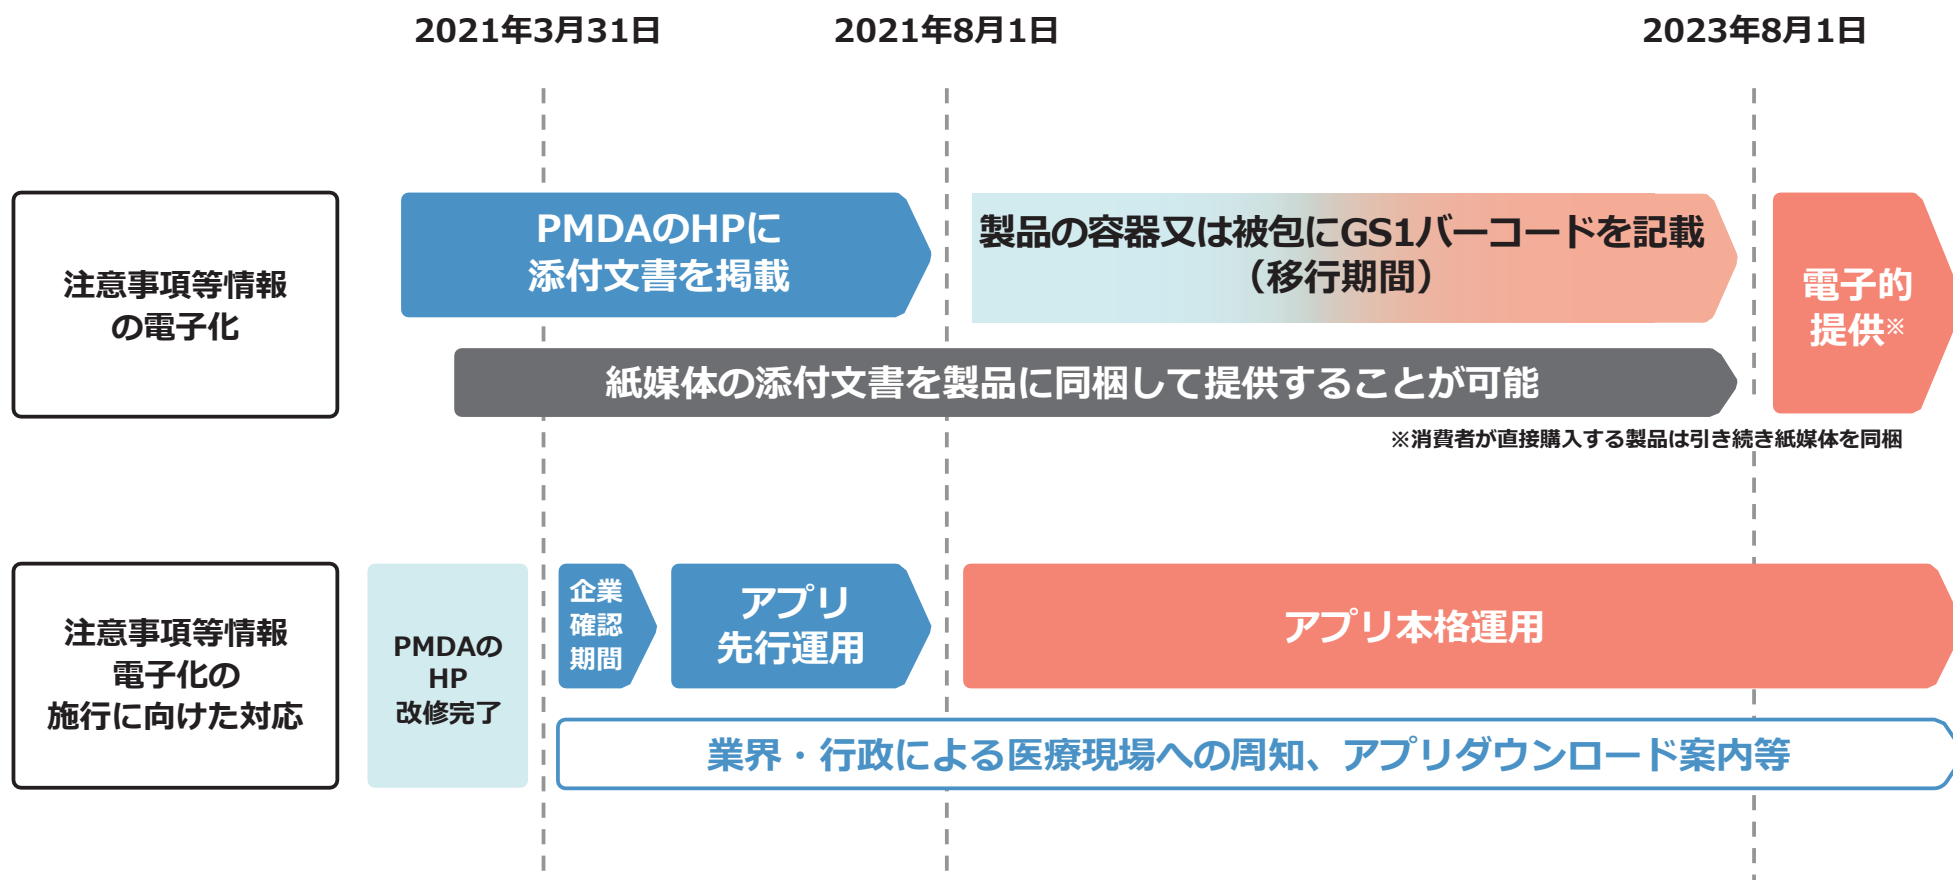 2021年3月31日
2021年8月1日
2023年8月1日
注意事項等情報
の電子化
PMDAのHPに
添付文書を掲載
製品の容器又は被包にGS1バーコードを記載
（移行期間）
電子的
提供※
紙媒体の添付文書を製品に同梱して提供することが可能
※消費者が直接購入する製品は引き続き紙媒体を同梱
注意事項等情報
電子化の
施行に向けた対応
PMDAの
HP
改修完了
企業
確認
期間
アプリ
先行運用
アプリ本格運用
業界・行政による医療現場への周知、アプリダウンロード案内等